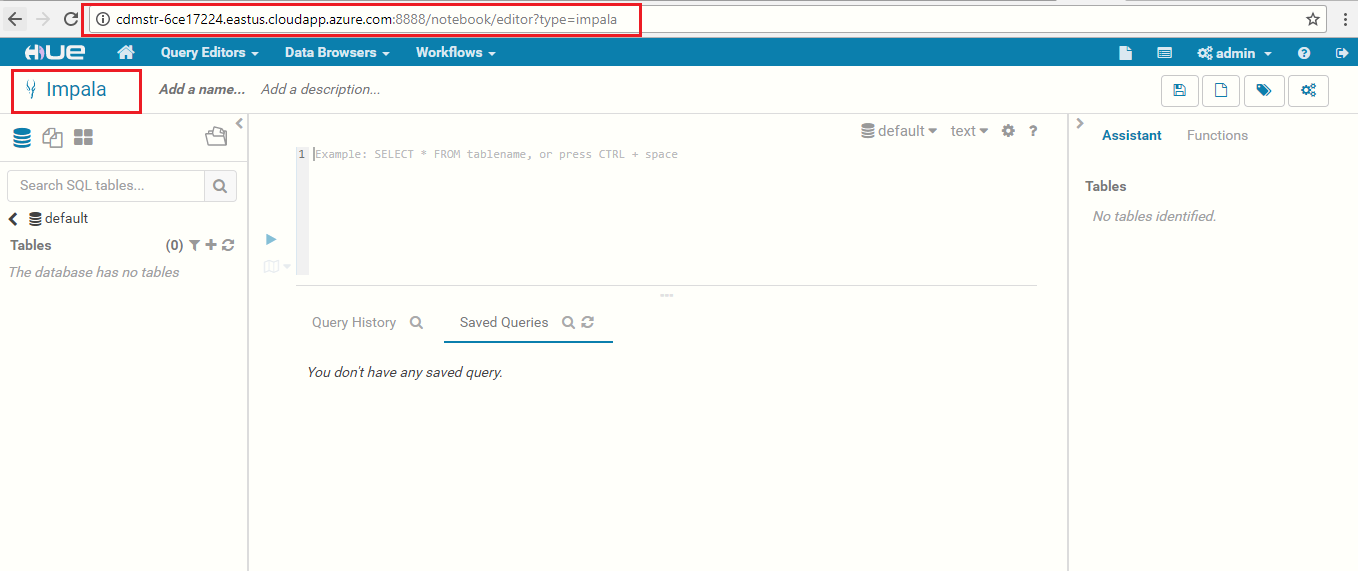 cdmstr-6ce17224.eastus.cloudapp.azure.com:8888/notebook/editor?type=impala
HUE Query Editors Data Browsers Workflows admin
Impala Add a name... Add a description...
default text ?
Assistant Functions
1 Example: SELECT * FROM tablename, or press CTRL + space
Search SQL tables...
Tables
default
No tables identified.
Tables (0)
The database has no tables
Query History Saved Queries
You don't have any saved query.